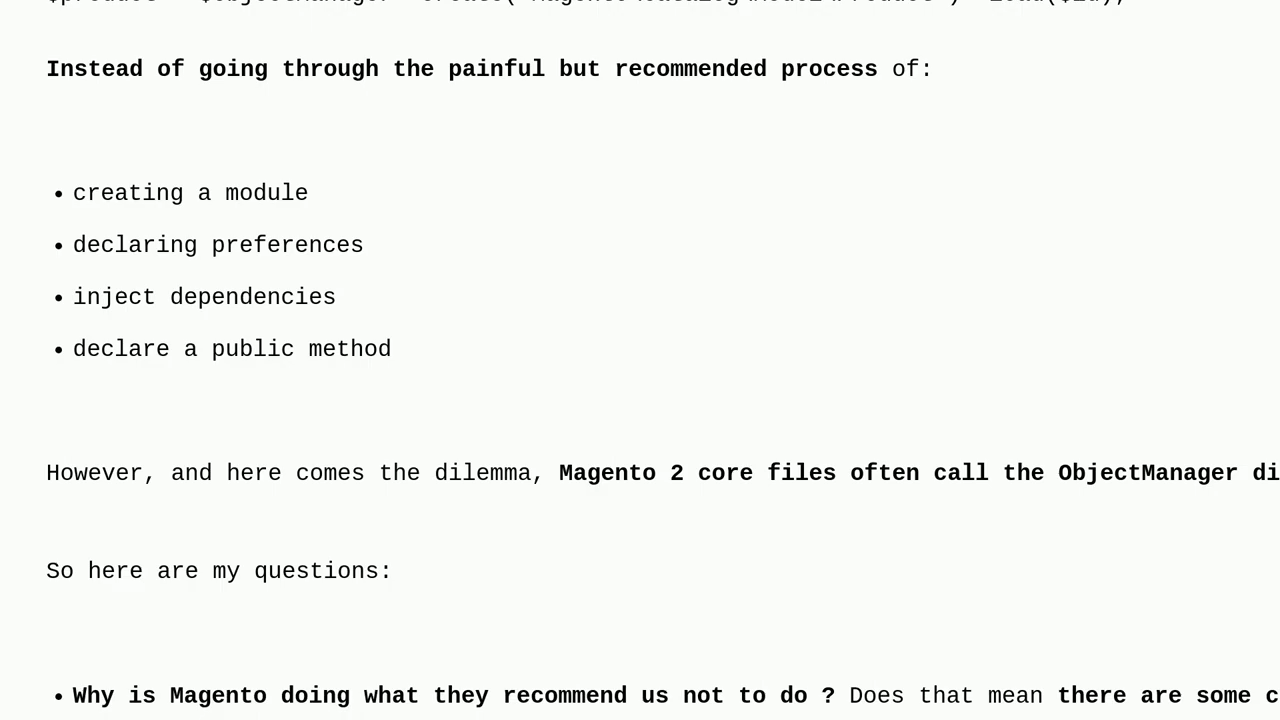 Instead of going through the painful but recommended process of:
• creating a module
• declaring preferences
• inject dependencies
• declare a public method
However, and here comes the dilemma, Magento 2 core files often call the ObjectManager di
So here are my questions:
• Why is Magento doing what they recommend us not to do ? Does that mean there are some c